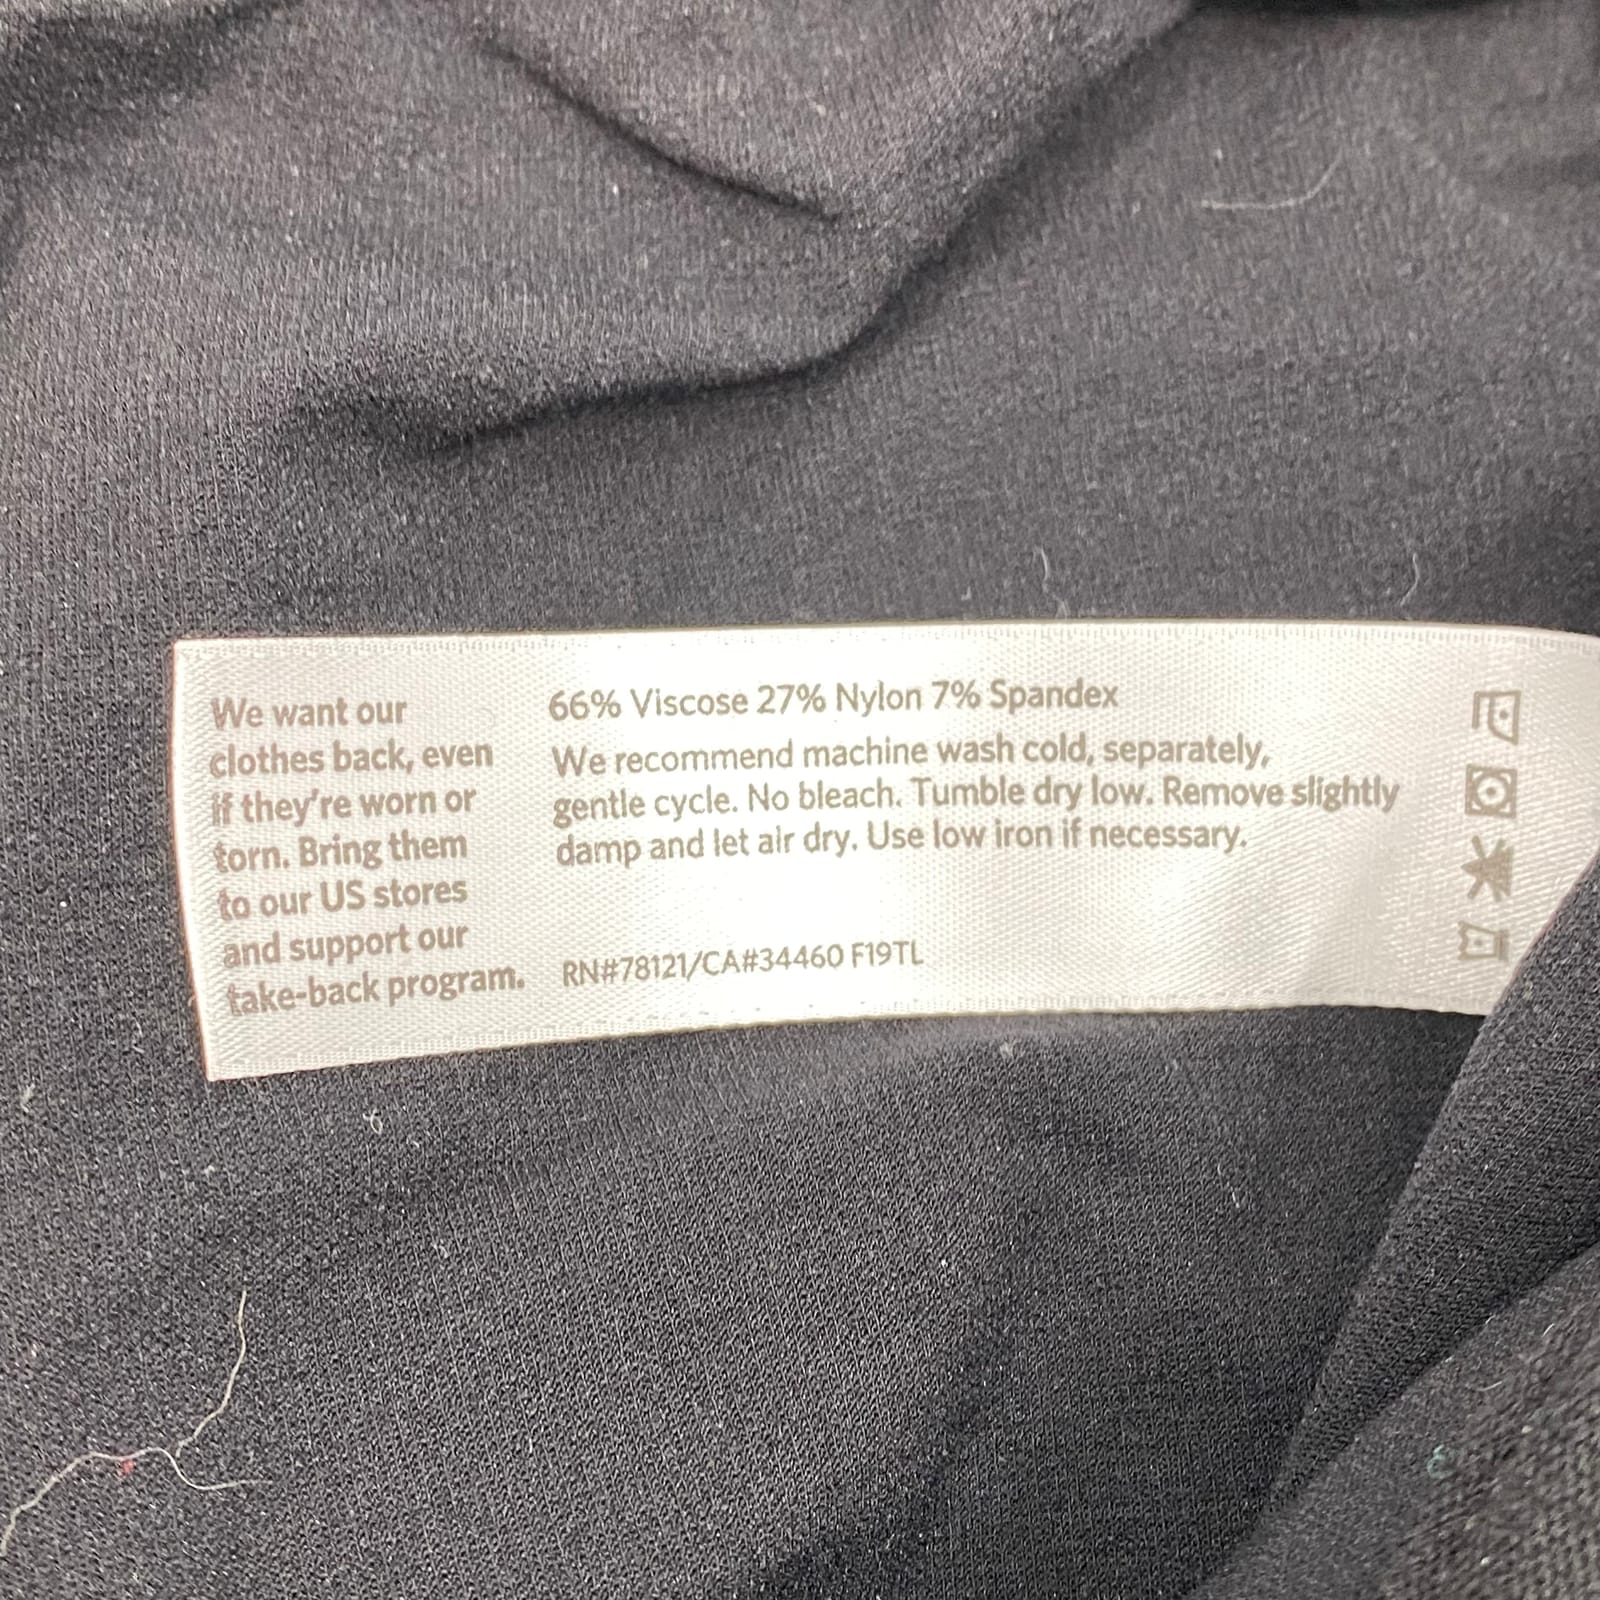 We want our
clothes back, even
if they're worn or
torn. Bring them
to our US stores
and support our
take-back program.
66% Viscose 27% Nylon 7% Spandex
We recommend machine wash cold, separately,
gentle cycle. No bleach. Tumble dry low. Remove slightly
damp and let air dry. Use low iron if necessary.
RN#78121/CA#34460 F19TL